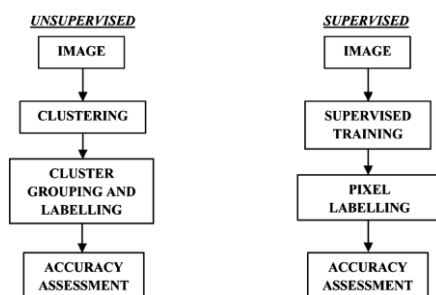 UNSUPERVISED
IMAGE
CLUSTERING
CLUSTER
GROUPING AND
LABELLING
ACCURACY
ASSESSMENT
SUPERVISED
IMAGE
SUPERVISED
TRAINING
PIXEL
LABELLING
ACCURACY
ASSESSMENT